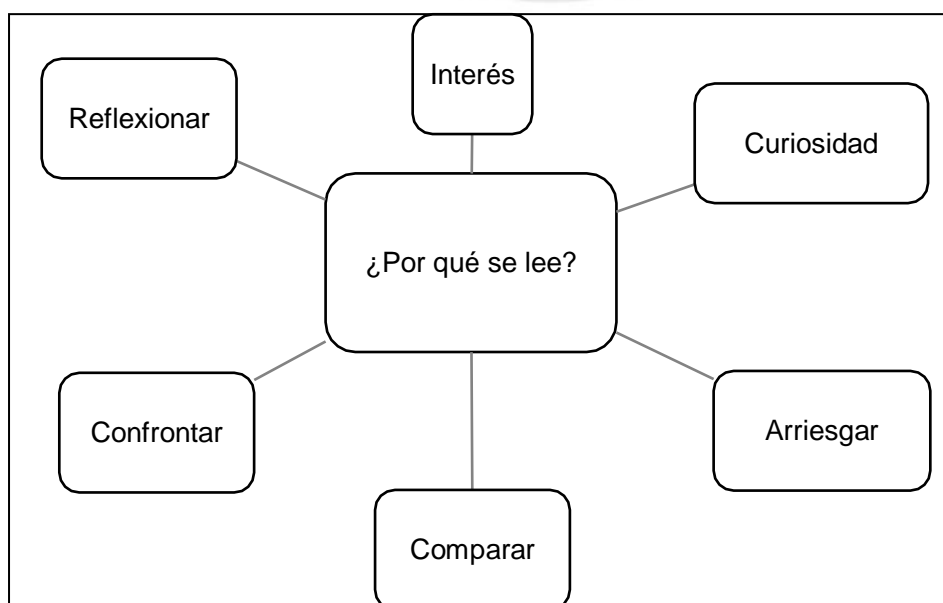 Interés
Reflexionar
Curiosidad
¿Por qué se lee?
Confrontar
Arriesgar
Comparar